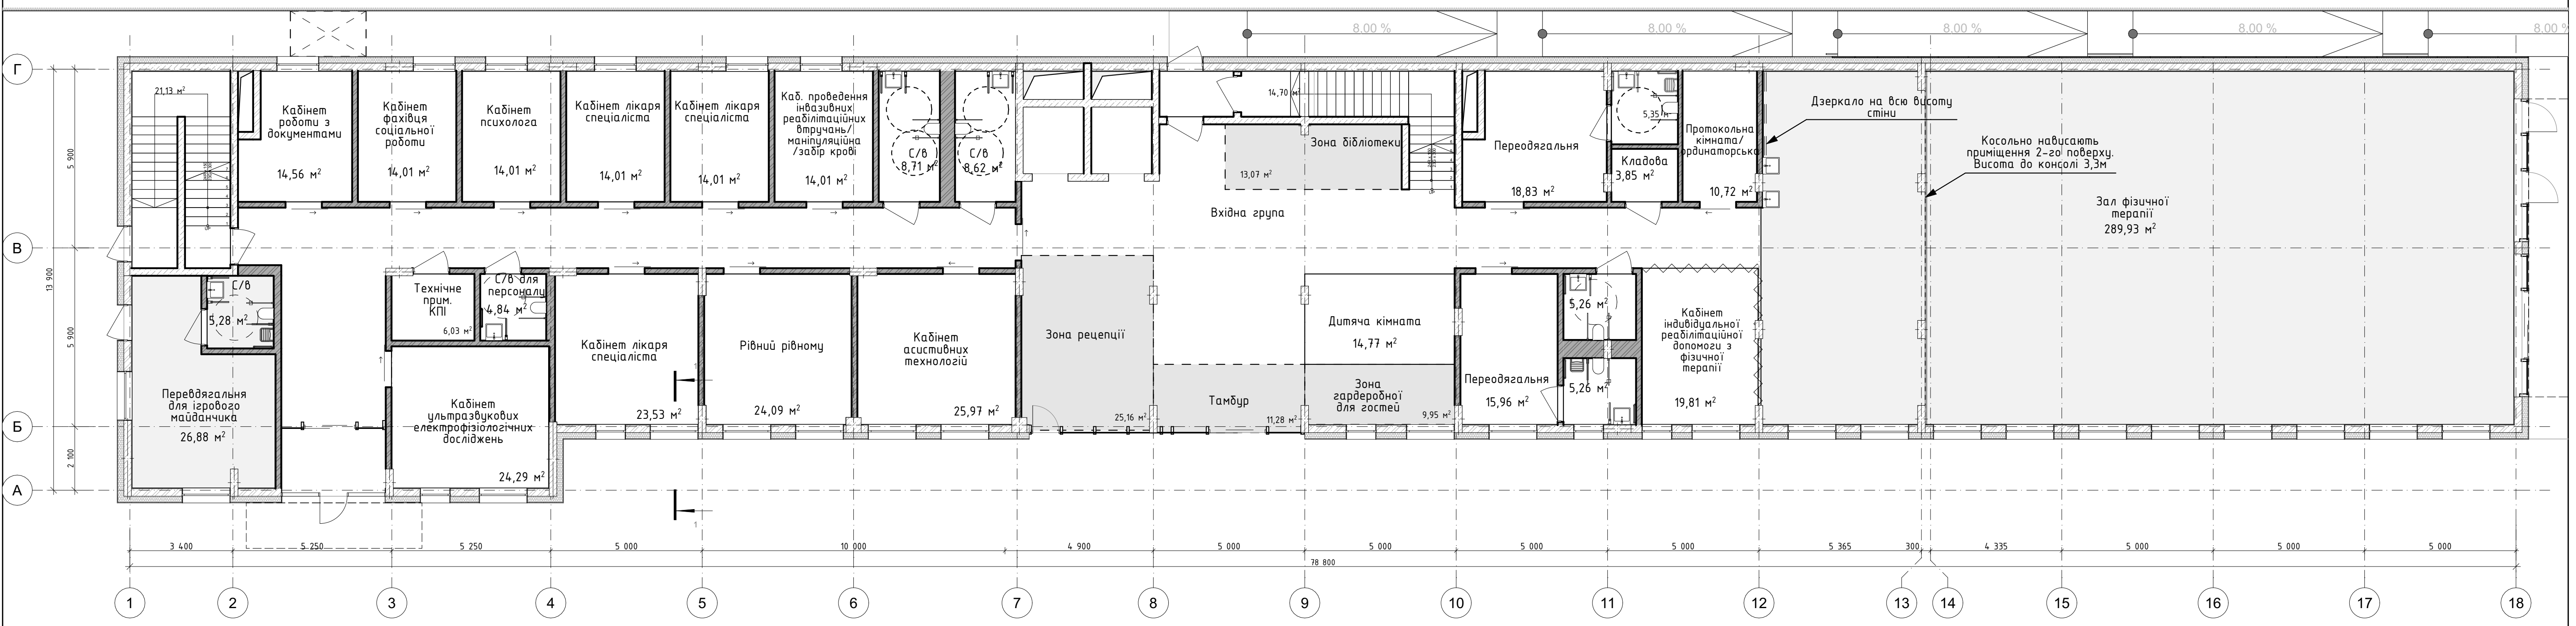 8.00 %
8.00 %
8.00 %
8.00 %
8.00 %
Г
В
Б
А
5 900
13 900
5 900
2 100
21,13 м²
Кабінет
роботи з
документами
14,56 м²
Кабінет
фахівця
соціальної
роботи
14,01 м²
Кабінет
психолога
14,01 м²
Кабінет лікаря
спеціаліста
14,01 м²
Кабінет лікаря
спеціаліста
14,01 м²
Каб. проведення
інвазивних
реабілітаційних
втручань/
маніпуляційна
/забір крові
14,01 м²
С/в
8,71 м²
С/в
8,62 м²
14,70 м²
Зона бібліотеки
13,07 м²
Вхідна група
Переодягальня
18,83 м²
5,35 м²
Кладова
3,85 м²
Протокольна
кімната/
ординаторська
10,72 м²
Дзеркало на всю висоту
стіни
Косольно нависають
приміщення 2-го поверху.
Висота до консолі 3,3м
Зал фізичної
терапії
289,93 м²
С/в
5,28 м²
Перевдягальня
для ігрового
майданчика
26,88 м²
Технічне
прим.
КПІ
6,03 м²
С/в для
персоналу
4,84 м²
Кабінет
ультразвукових
електрофізіологічних
досліджень
24,29 м²
Кабінет лікаря
спеціаліста
23,53 м²
Рівний рівному
24,09 м²
Кабінет
асистивних
технологій
25,97 м²
Зона рецепції
25,16 м²
Тамбур
11,28 м²
Дитяча кімната
14,77 м²
Зона
гардеробної
для гостей
9,95 м²
Переодягальня
15,96 м²
5,26 м²
5,26 м²
Кабінет
індивідуальної
реабілітаційної
допомоги з
фізичної
терапії
19,81 м²
1
1
3 400
5 250
5 250
5 000
10 000
4 900
5 000
5 000
5 000
5 000
5 365
300
4 335
5 000
5 000
5 000
78 800
1
2
3
4
5
6
7
8
9
10
11
12
13
14
15
16
17
18